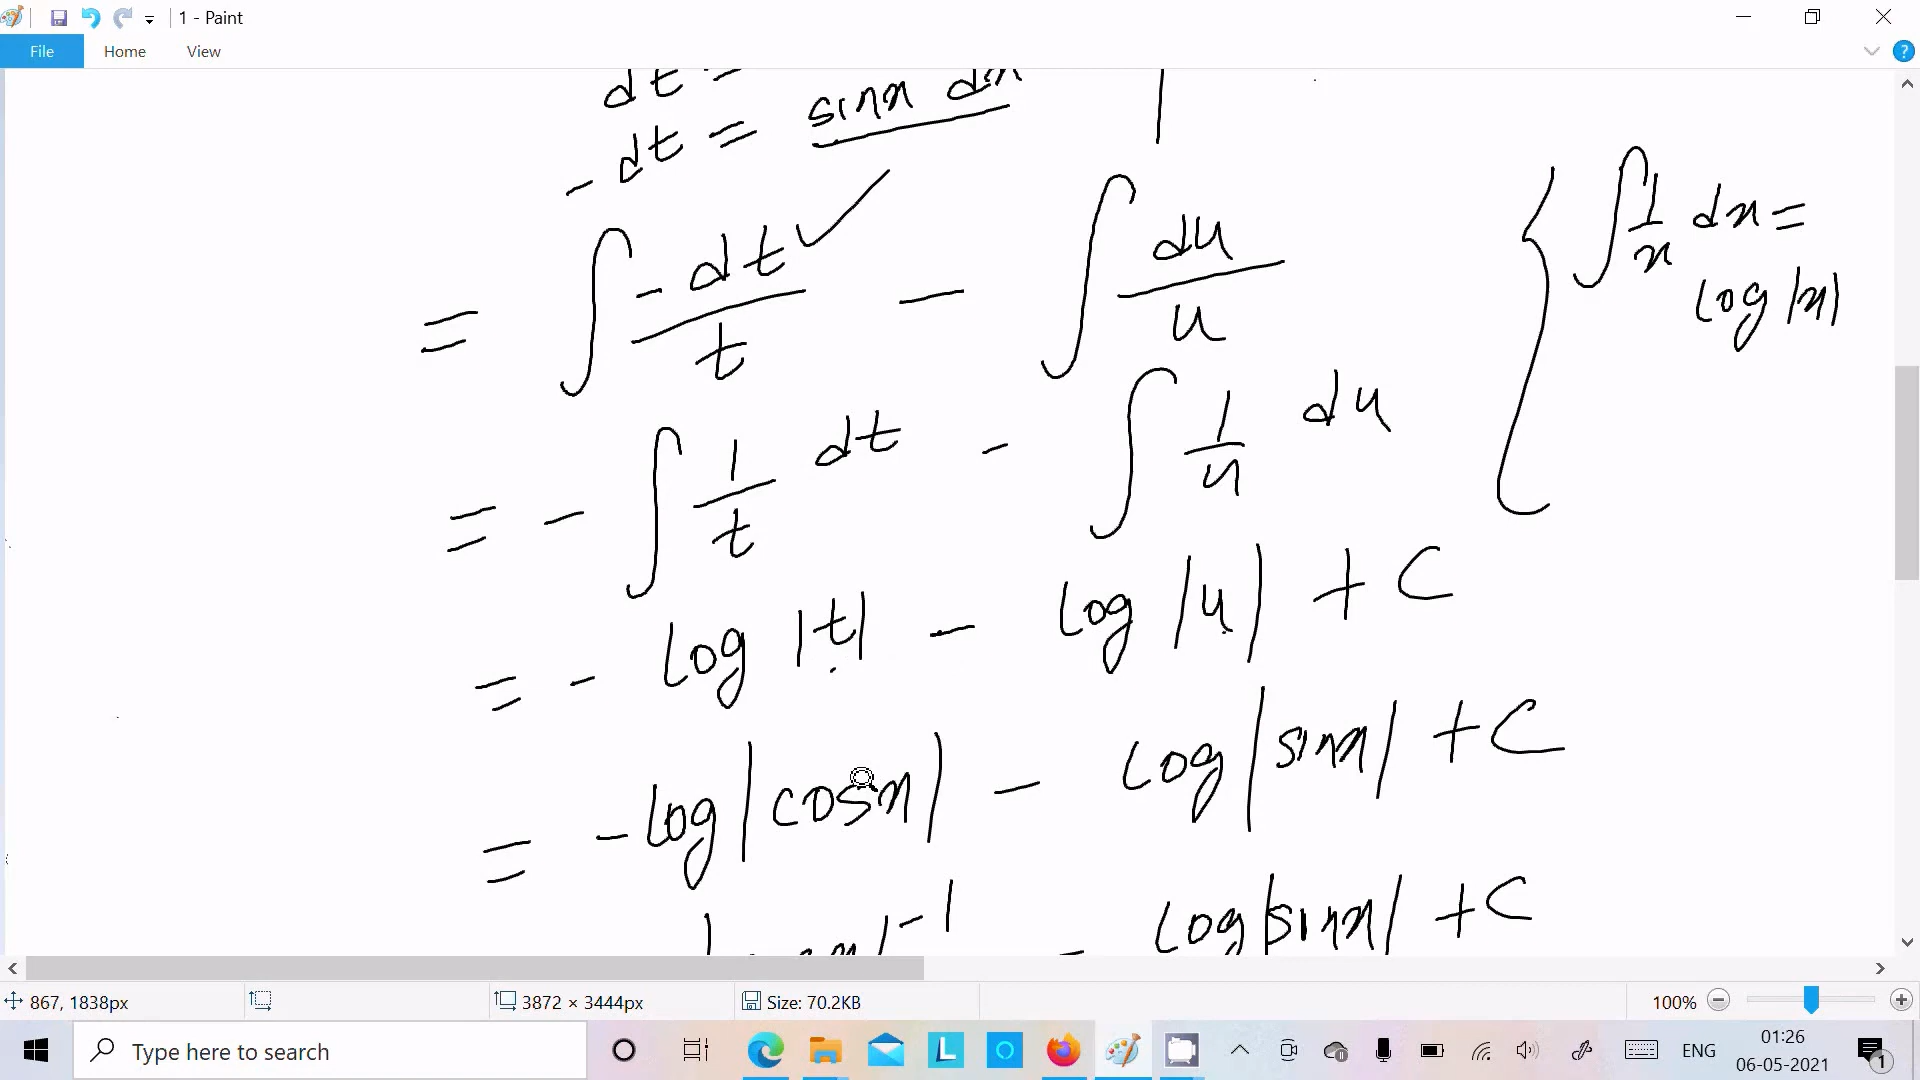 1 - Paint
File Home View
dt =
- dt = sinx dx
= ∫ -dt/t - ∫ du/u
∫ 1/x dx =
log |x|
= - ∫ 1/t dt - ∫ 1/u du
= - log |t| - log |u| + C
= - log |cosx| - log |sinx| + C
-1 - log |sinx| + C
867, 1838px 3872 × 3444px Size: 70.2KB 100%
Type here to search
ENG
01:26
06-05-2021
1